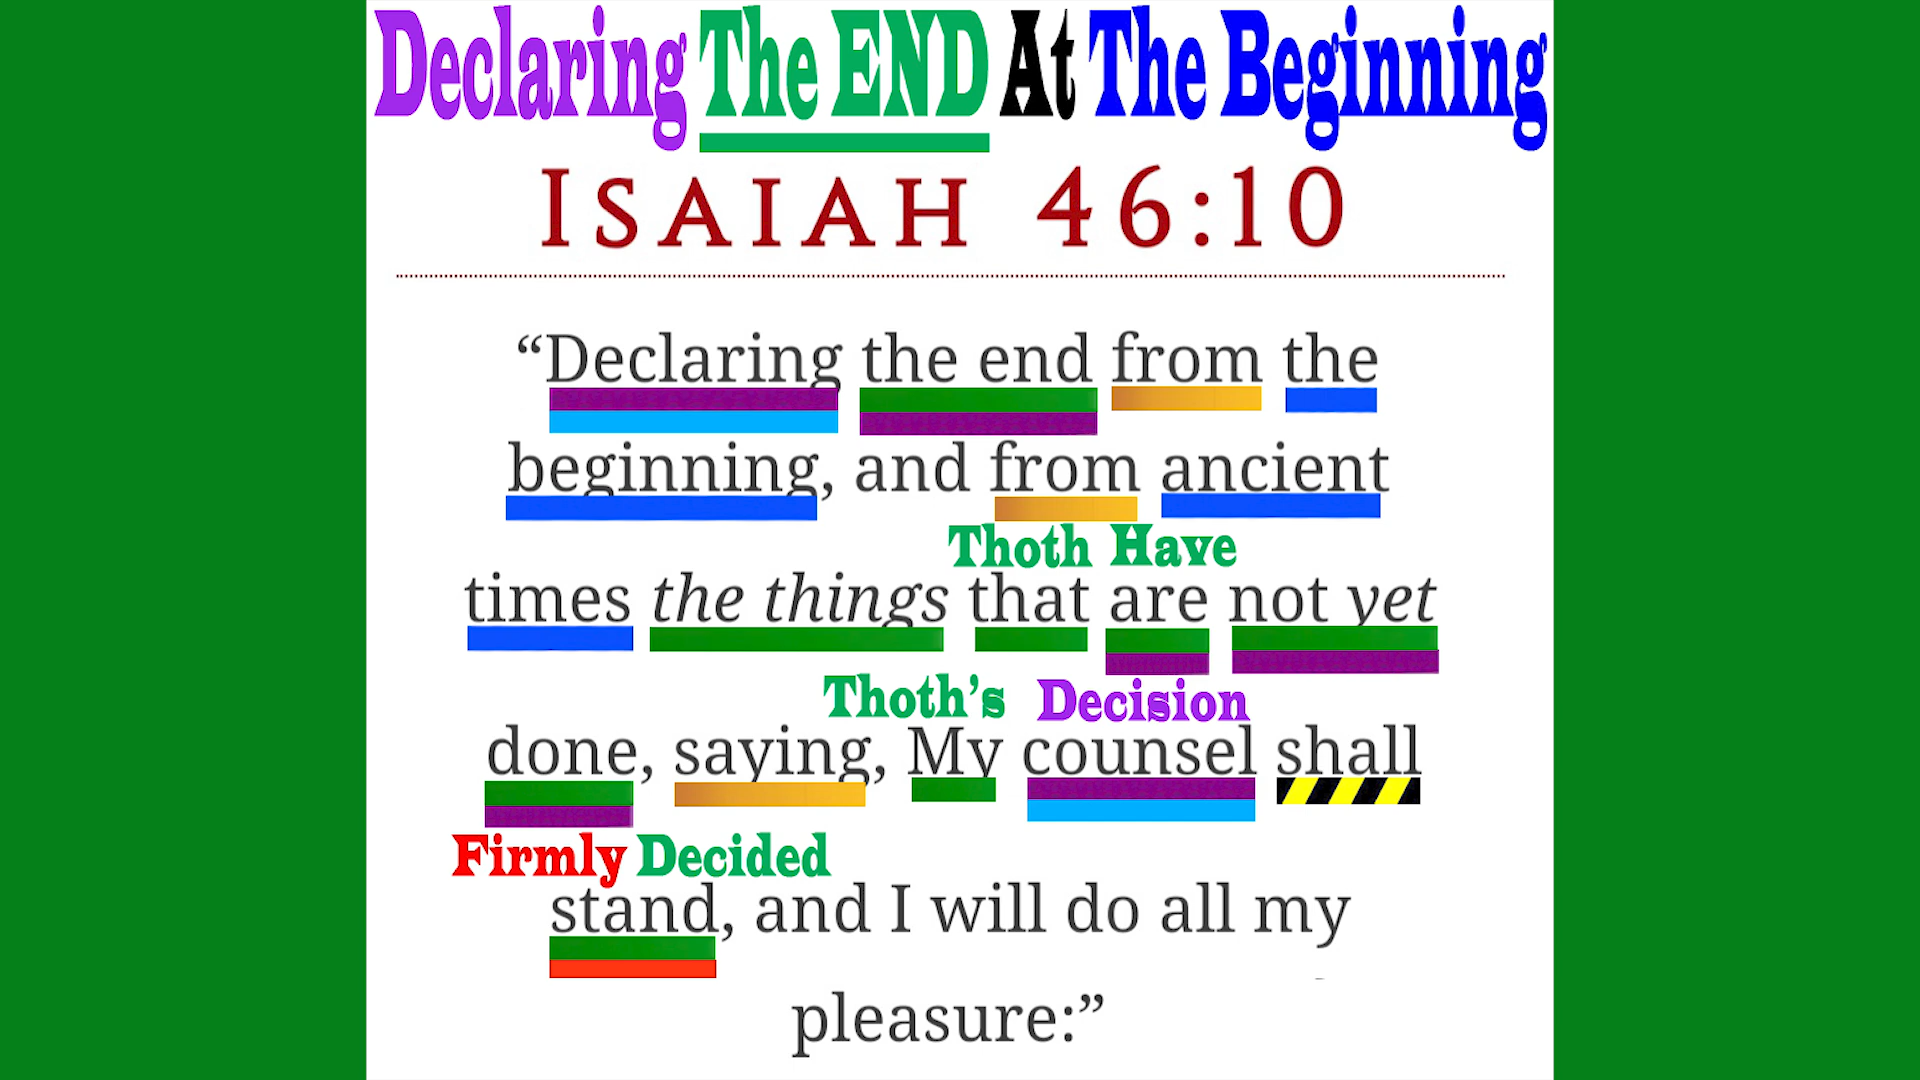 Declaring The END At The Beginning
ISAIAH 46:10
“Declaring the end from the
beginning, and from ancient
Thoth Have
times the things that are not yet
Thoth’s Decision
done, saying, My counsel shall
Firmly Decided
stand, and I will do all my
pleasure:”